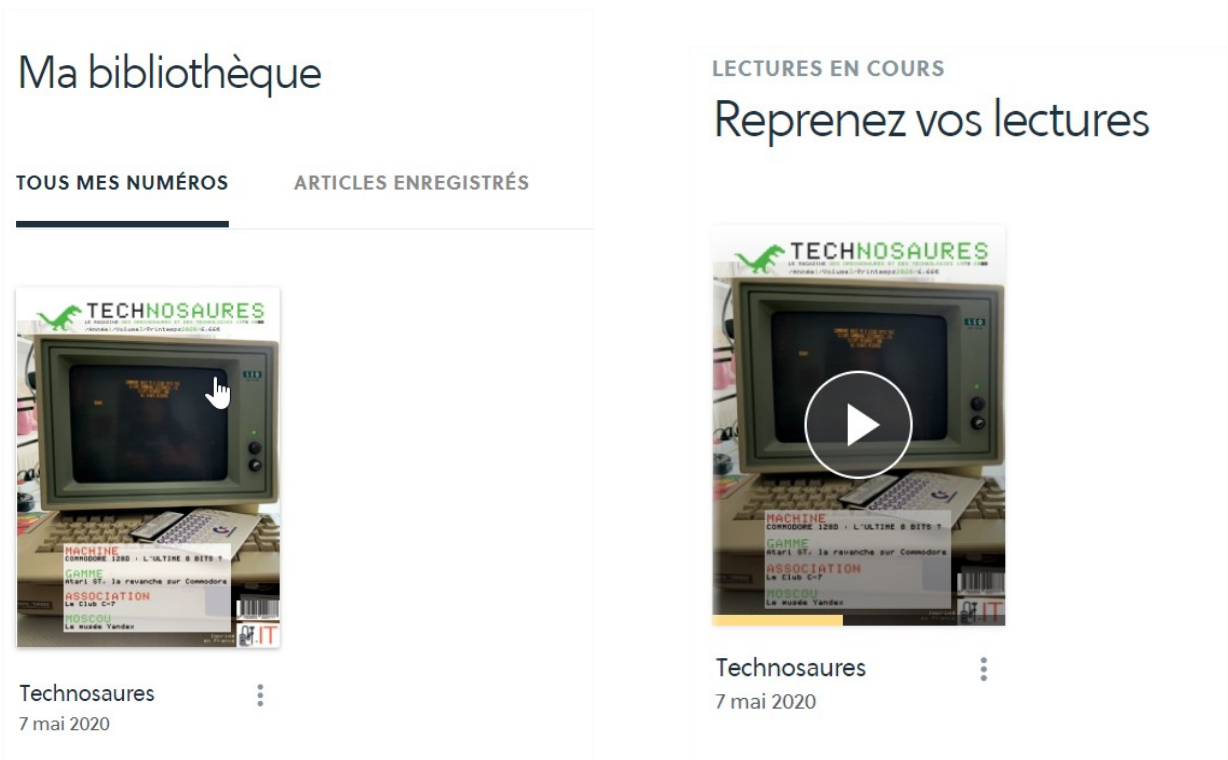 Ma bibliothèque
TOUS MES NUMÉROS
ARTICLES ENREGISTRÉS
TECHNOSAURES
MACHINE
COMMODORE 128D : L'ULTIME 8 BITS ?
GAMME
Atari ST, la revanche sur Commodore
ASSOCIATION
Le Club C-7
MOSCOU
Le musée Yandex
Technosaures
7 mai 2020
LECTURES EN COURS
Reprenez vos lectures
TECHNOSAURES
MACHINE
COMMODORE 128D : L'ULTIME 8 BITS ?
GAMME
Atari ST, la revanche sur Commodore
ASSOCIATION
Le Club C-7
MOSCOU
Le musée Yandex
Technosaures
7 mai 2020